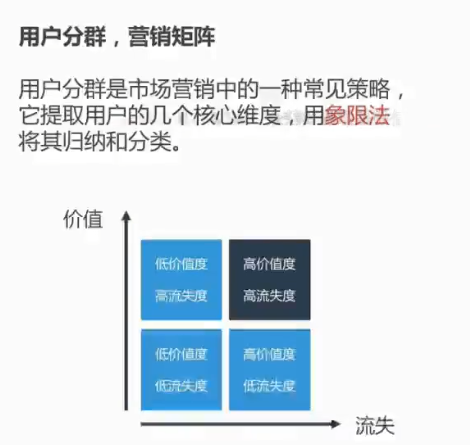 用户分群，营销矩阵
用户分群是市场营销中的一种常见策略，
它提取用户的几个核心维度，用象限法
将其归纳和分类。
价值
低价值度
高流失度
高价值度
高流失度
低价值度
低流失度
高价值度
低流失度
流失